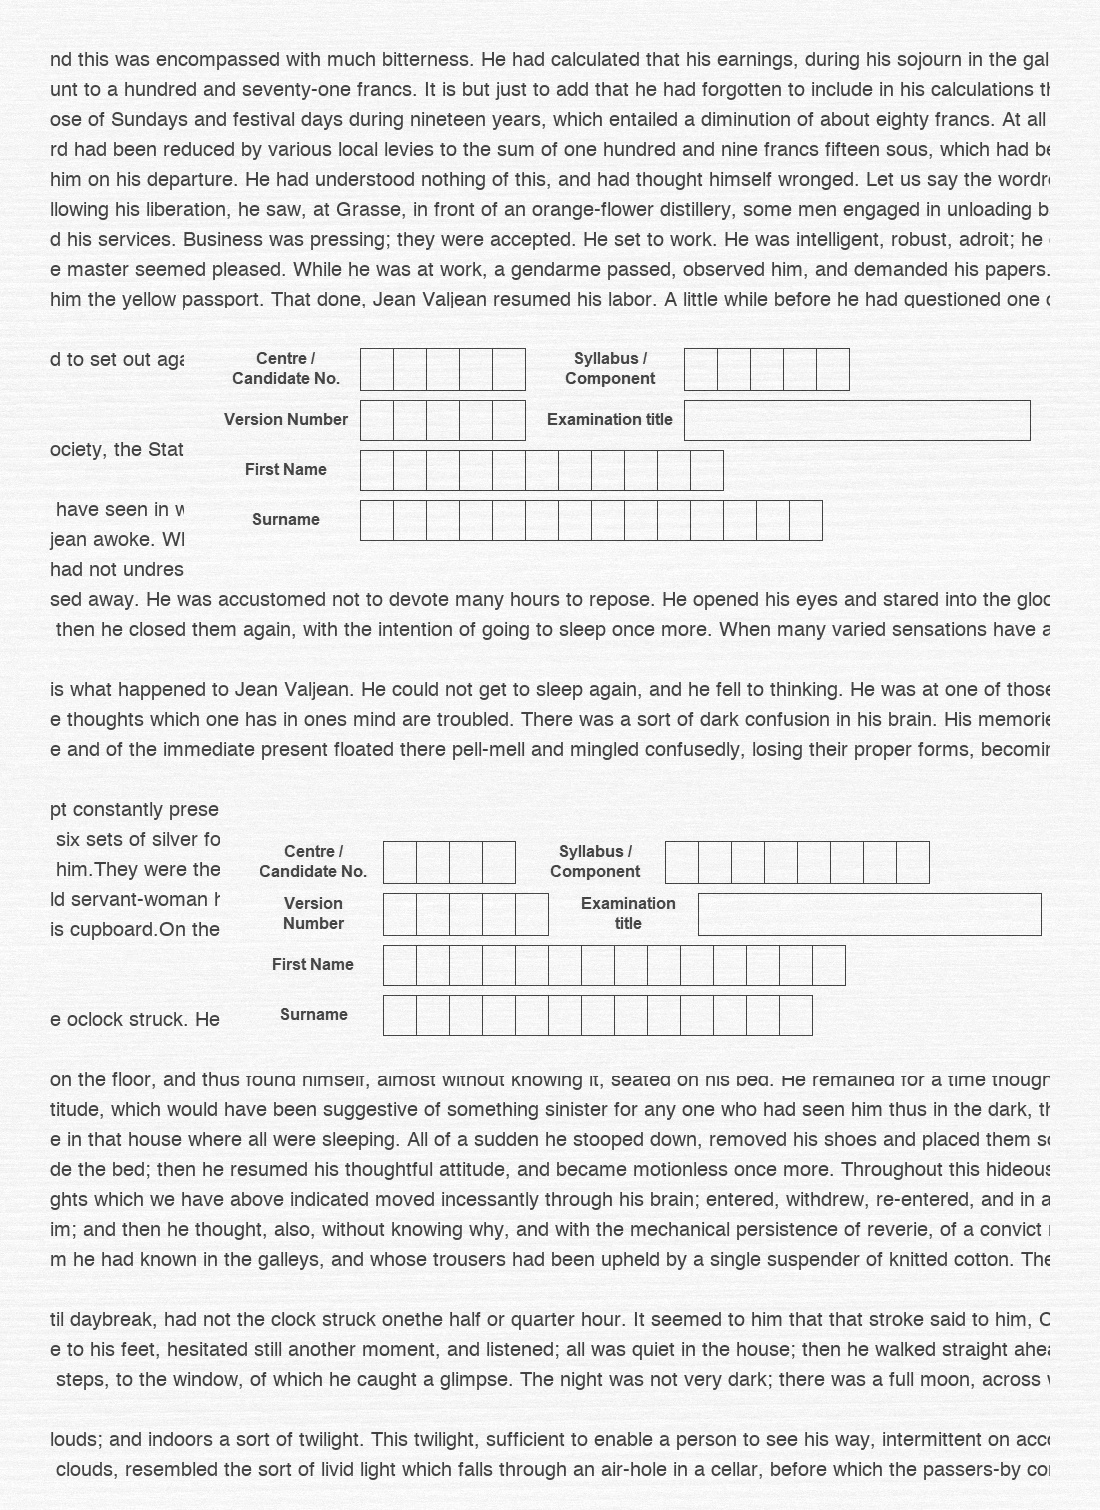 nd this was encompassed with much bitterness. He had calculated that his earnings, during his sojourn in the gal
unt to a hundred and seventy-one francs. It is but just to add that he had forgotten to include in his calculations th
ose of Sundays and festival days during nineteen years, which entailed a diminution of about eighty francs. At all
rd had been reduced by various local levies to the sum of one hundred and nine francs fifteen sous, which had be
him on his departure. He had understood nothing of this, and had thought himself wronged. Let us say the wordro
llowing his liberation, he saw, at Grasse, in front of an orange-flower distillery, some men engaged in unloading b
d his services. Business was pressing; they were accepted. He set to work. He was intelligent, robust, adroit; he
e master seemed pleased. While he was at work, a gendarme passed, observed him, and demanded his papers.
him the yellow passport. That done, Jean Valjean resumed his labor. A little while before he had questioned one
d to set out aga
Centre / Candidate No.
Syllabus / Component
Version Number
Examination title
ociety, the Stat
First Name
have seen in w
Surname
jean awoke. Wh
had not undres
sed away. He was accustomed not to devote many hours to repose. He opened his eyes and stared into the gloo
then he closed them again, with the intention of going to sleep once more. When many varied sensations have a
is what happened to Jean Valjean. He could not get to sleep again, and he fell to thinking. He was at one of those
e thoughts which one has in ones mind are troubled. There was a sort of dark confusion in his brain. His memorie
e and of the immediate present floated there pell-mell and mingled confusedly, losing their proper forms, becomin
pt constantly prese
six sets of silver fo
him.They were the
Centre / Candidate No.
Syllabus / Component
ld servant-woman h
Version Number
Examination title
is cupboard.On the
First Name
Surname
e oclock struck. He
on the floor, and thus found himself, almost without knowing it, seated on his bed. He remained for a time though
titude, which would have been suggestive of something sinister for any one who had seen him thus in the dark, th
e in that house where all were sleeping. All of a sudden he stooped down, removed his shoes and placed them so
de the bed; then he resumed his thoughtful attitude, and became motionless once more. Throughout this hideous
ghts which we have above indicated moved incessantly through his brain; entered, withdrew, re-entered, and in a
im; and then he thought, also, without knowing why, and with the mechanical persistence of reverie, of a convict
m he had known in the galleys, and whose trousers had been upheld by a single suspender of knitted cotton. The
til daybreak, had not the clock struck onethe half or quarter hour. It seemed to him that that stroke said to him, C
e to his feet, hesitated still another moment, and listened; all was quiet in the house; then he walked straight ahea
steps, to the window, of which he caught a glimpse. The night was not very dark; there was a full moon, across
louds; and indoors a sort of twilight. This twilight, sufficient to enable a person to see his way, intermittent on acco
clouds, resembled the sort of livid light which falls through an air-hole in a cellar, before which the passers-by co